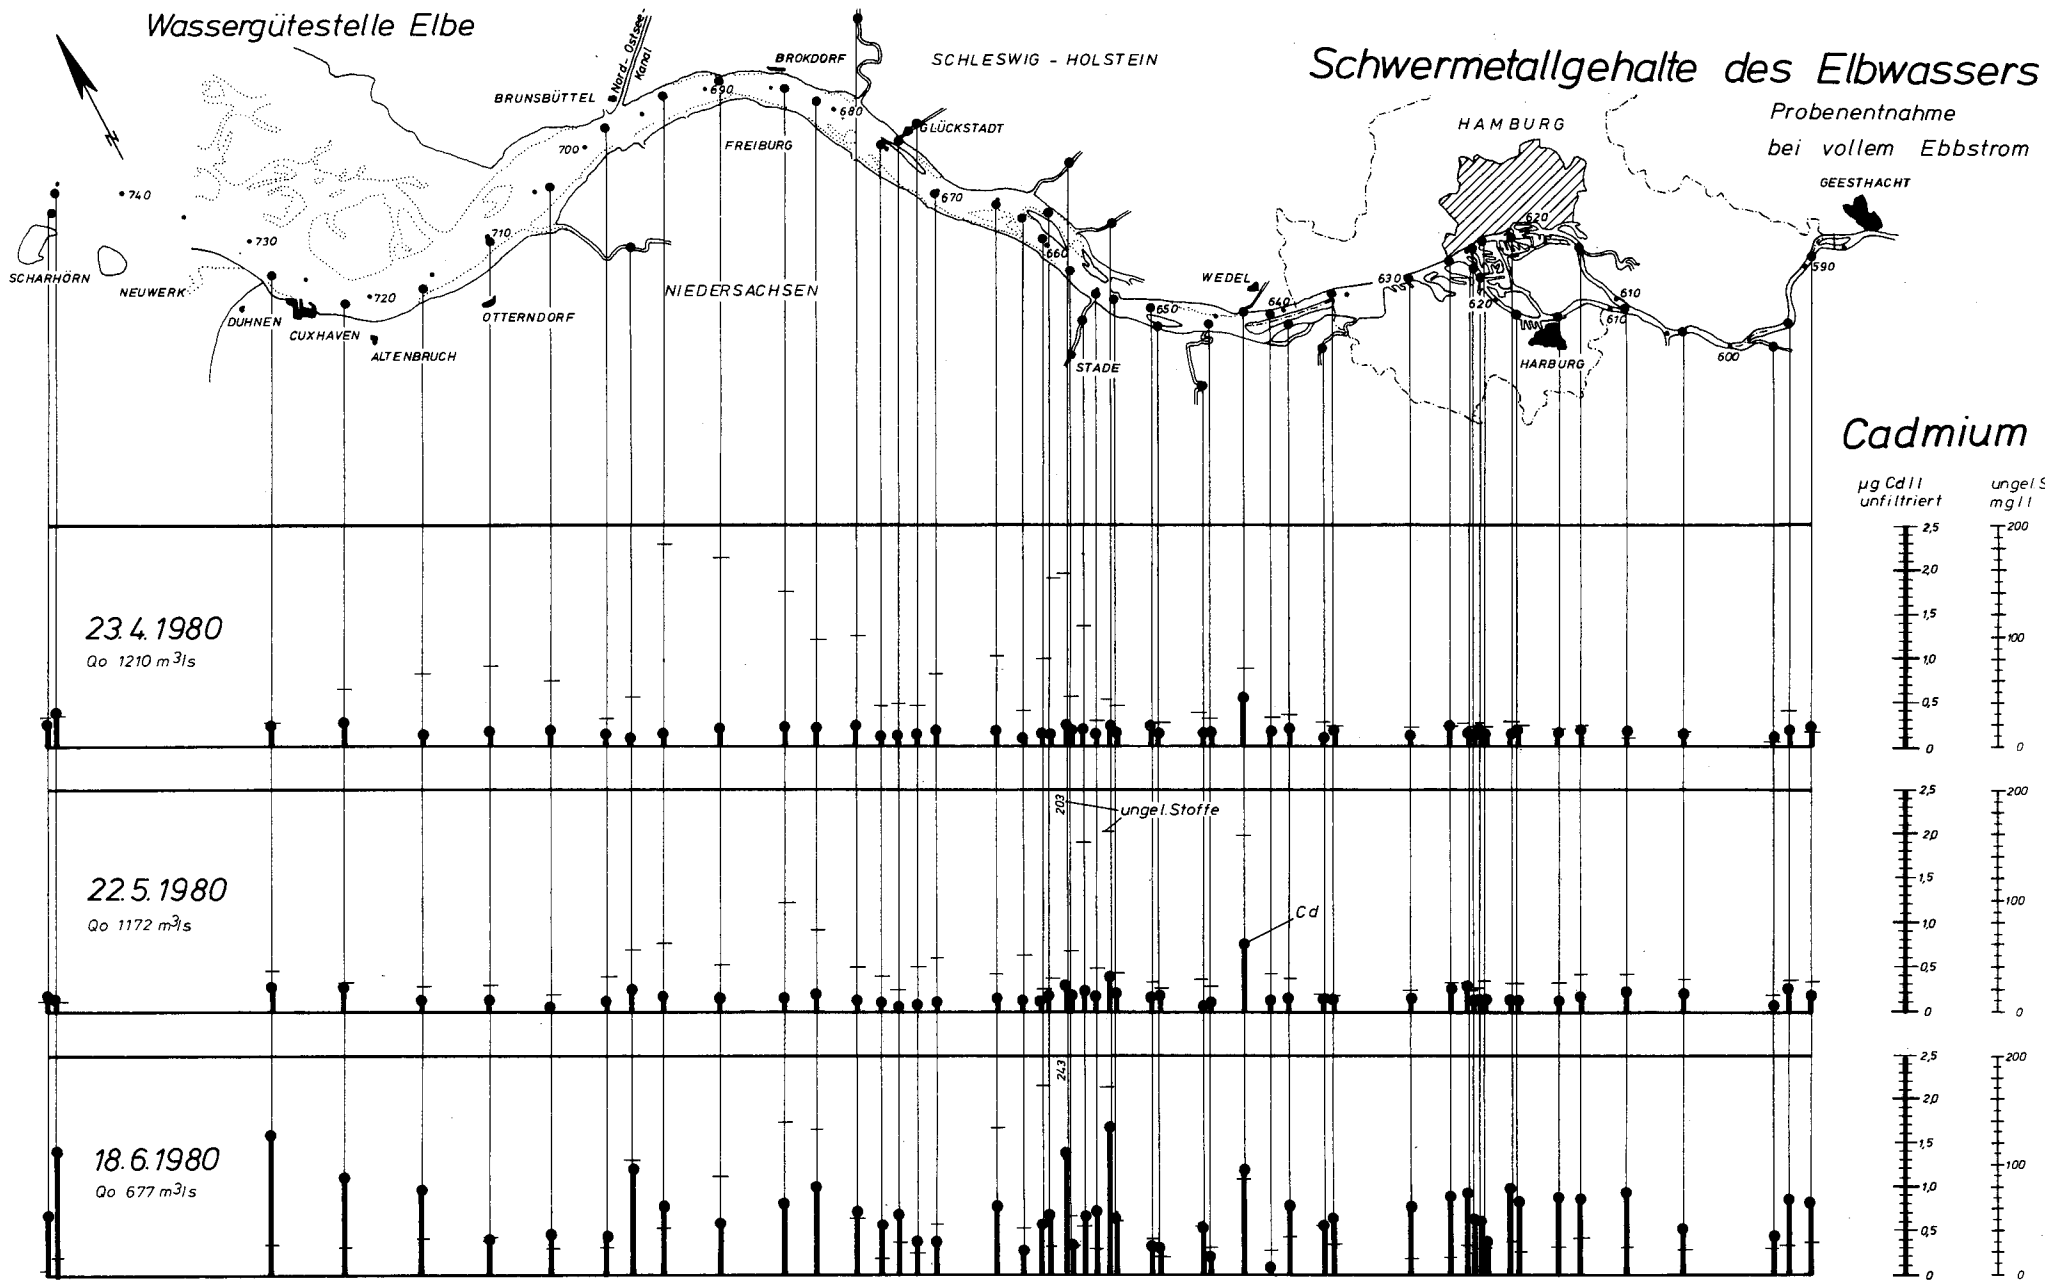 Wassergütestelle Elbe
Schwermetallgehalte des Elbwassers
Probenentnahme
bei vollem Ebbstrom
Nord-Ostsee-
Kanal
BROKDORF
SCHLESWIG - HOLSTEIN
HAMBURG
BRUNSBÜTTEL
690
680
GLÜCKSTADT
FREIBURG
700
GEESTHACHT
740
670
620
710
730
660
SCHARHÖRN
NEUWERK
720
NIEDERSACHSEN
WEDEL
630
590
640
610
DUHNEN
CUXHAVEN
OTTERNDORF
650
620
610
ALTENBRUCH
STADE
HARBURG
600
Cadmium
µg Cd/l
unfiltriert
ungel S
mg/l
23.4.1980
Qo 1210 m³/s
2,5
2,0
1,5
1,0
0,5
0
200
100
0
203
ungel. Stoffe
22.5.1980
Qo 1172 m³/s
Cd
2,5
2,0
1,5
1,0
0,5
0
200
100
0
243
18.6.1980
Qo 677 m³/s
2,5
2,0
1,5
1,0
0,5
0
200
100
0